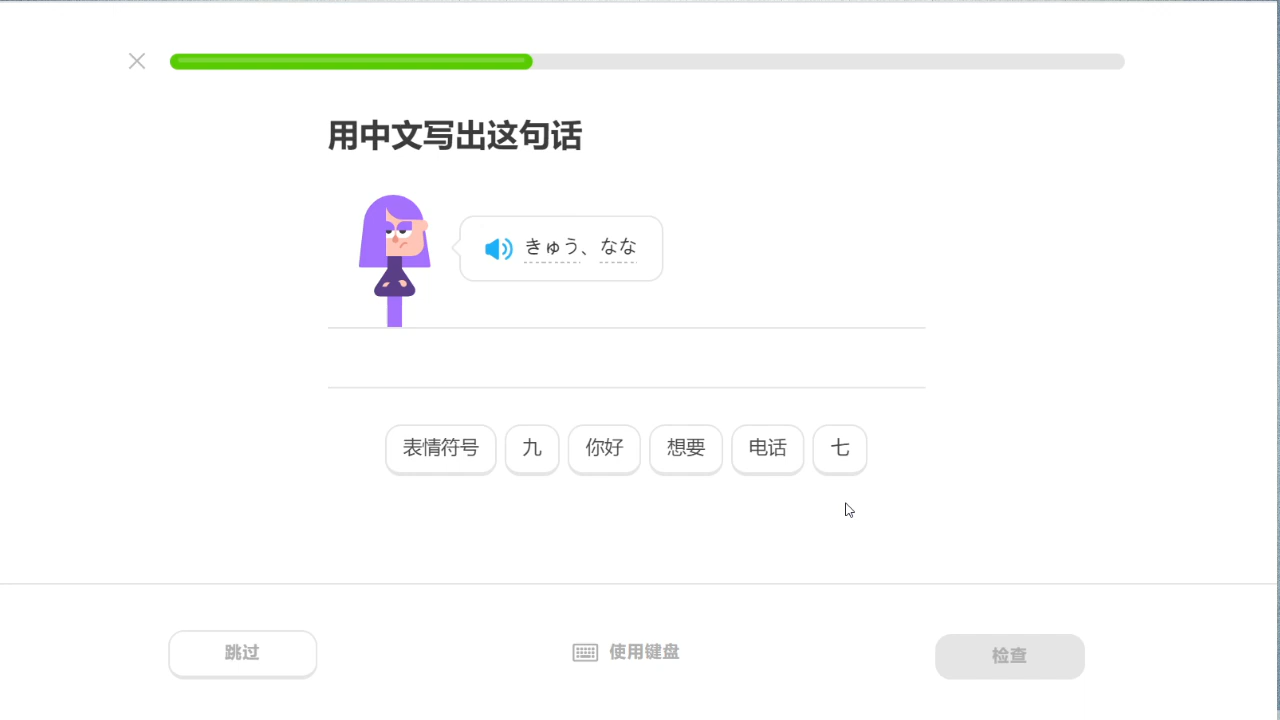 用中文写出这句话
きゅう、なな
表情符号
九
你好
想要
电话
七
跳过
使用键盘
检查